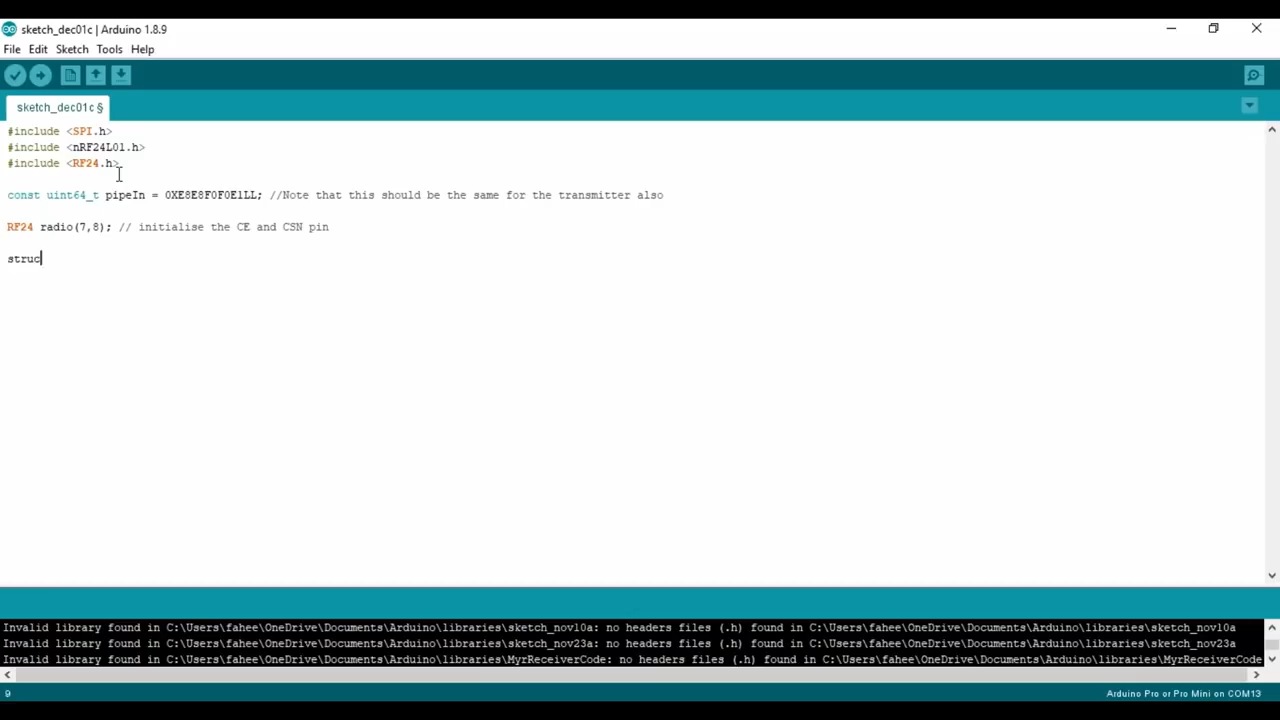 sketch_dec01c | Arduino 1.8.9
File Edit Sketch Tools Help
sketch_dec01c §
#include <SPI.h>
#include <nRF24L01.h>
#include <RF24.h>
const uint64_t pipeIn = 0XE8E8F0F0E1LL; //Note that this should be the same for the transmitter also
RF24 radio(7,8); // initialise the CE and CSN pin
struc
Invalid library found in C:\Users\fahee\OneDrive\Documents\Arduino\libraries\sketch_nov10a: no headers files (.h) found in C:\Users\fahee\OneDrive\Documents\Arduino\libraries\sketch_nov10a
Invalid library found in C:\Users\fahee\OneDrive\Documents\Arduino\libraries\sketch_nov23a: no headers files (.h) found in C:\Users\fahee\OneDrive\Documents\Arduino\libraries\sketch_nov23a
Invalid library found in C:\Users\fahee\OneDrive\Documents\Arduino\libraries\MyrReceiverCode: no headers files (.h) found in C:\Users\fahee\OneDrive\Documents\Arduino\libraries\MyrReceiverCode
9 Arduino Pro or Pro Mini on COM13